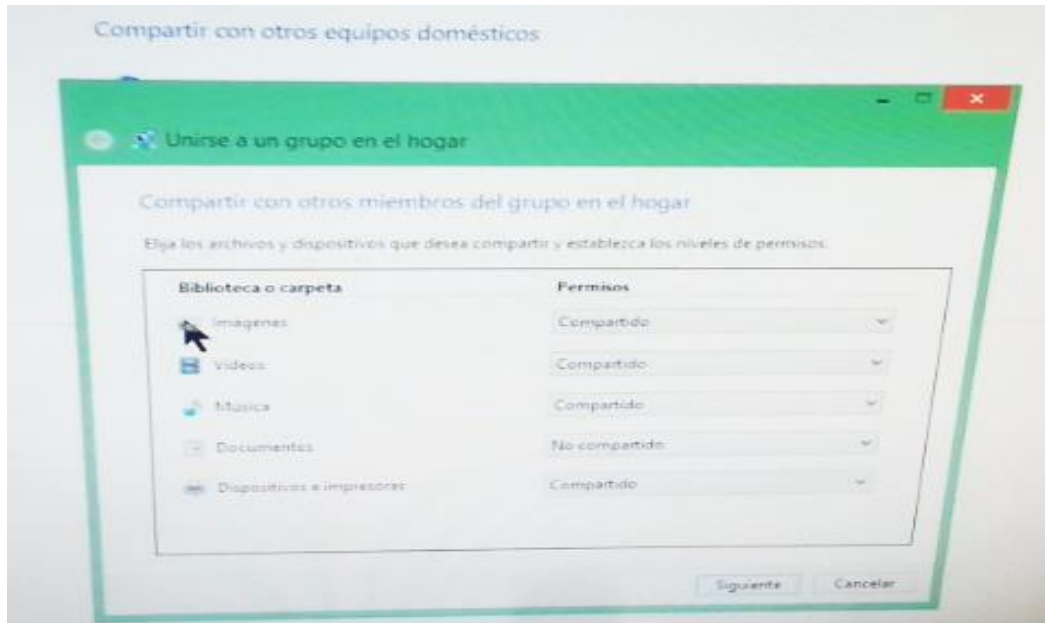 Compartir con otros equipos domésticos
Unirse a un grupo en el hogar
Compartir con otros miembros del grupo en el hogar
Elija los archivos y dispositivos que desea compartir y establezca los niveles de permisos.
Biblioteca o carpeta Permisos
Imágenes Compartido
Vídeos Compartido
Música Compartido
Documentos No compartido
Dispositivos e impresoras Compartido
Siguiente Cancelar